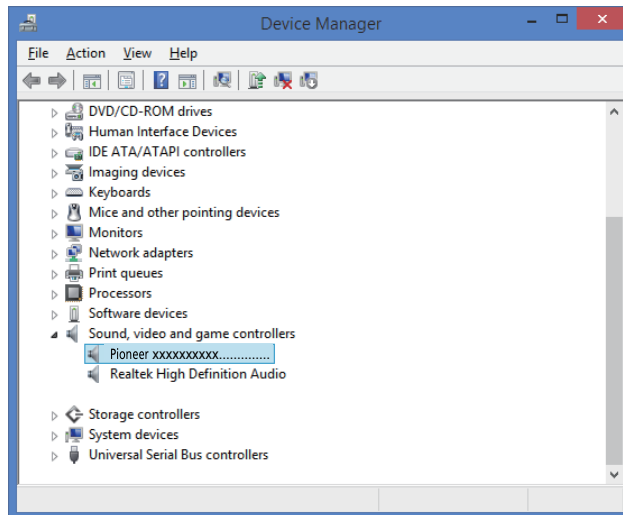 Device Manager
File Action View Help
DVD/CD-ROM drives
Human Interface Devices
IDE ATA/ATAPI controllers
Imaging devices
Keyboards
Mice and other pointing devices
Monitors
Network adapters
Print queues
Processors
Software devices
Sound, video and game controllers
Pioneer xxxxxxxxxx..............
Realtek High Definition Audio
Storage controllers
System devices
Universal Serial Bus controllers